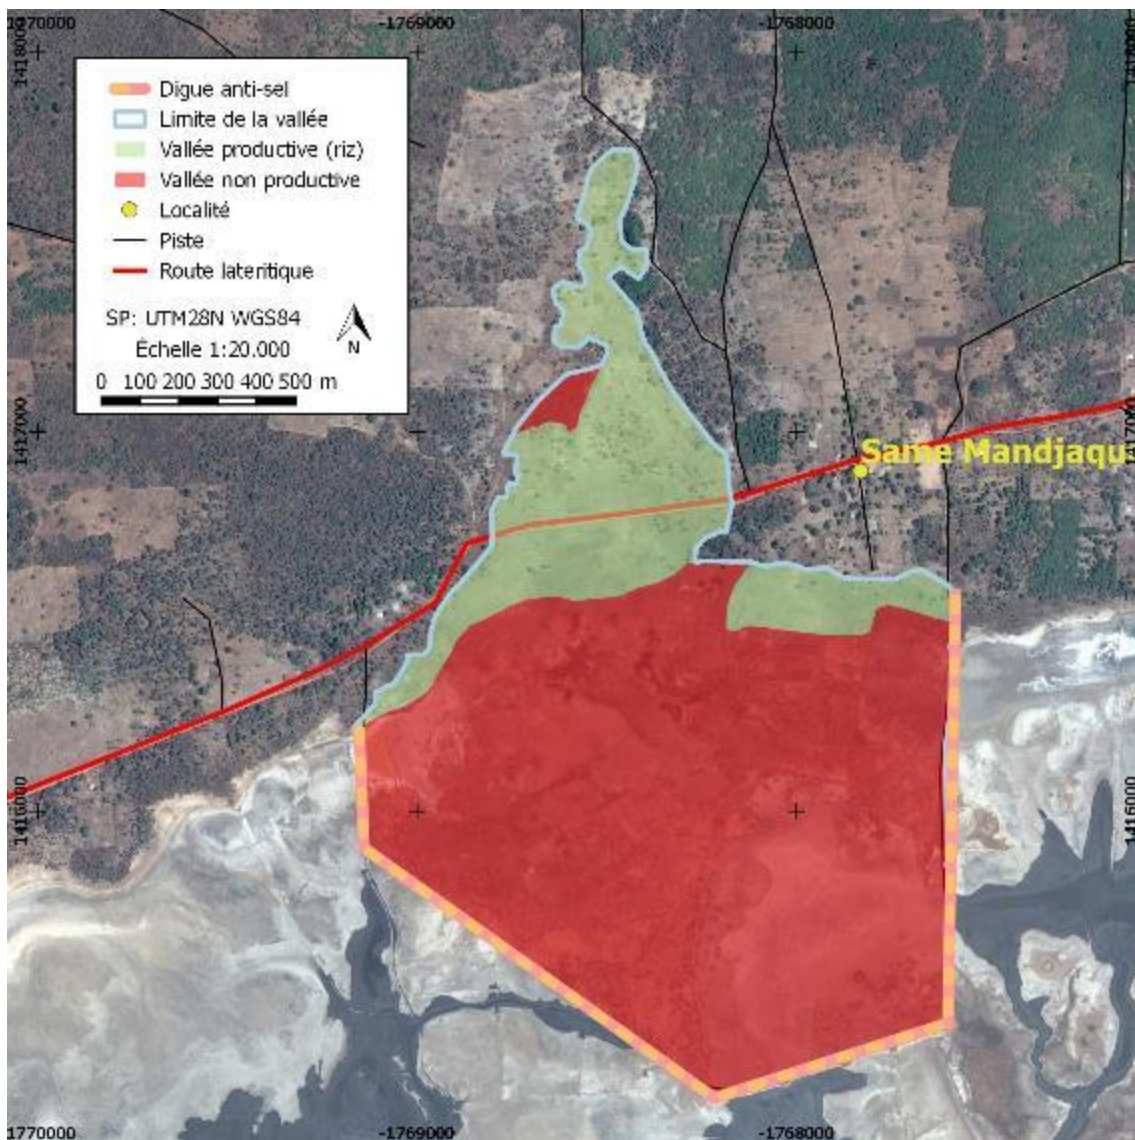 -1770000 -1769000 -1768000
1418000 1418000
Digue anti-sel
Limite de la vallée
Vallée productive (riz)
Vallée non productive
Localité
Piste
Route lateritique
SP: UTM28N WGS84
Échelle 1:20.000
N
0 100 200 300 400 500 m
1417000 1417000
Same Mandjaqu
1416000 1416000
1770000 -1769000 -1768000